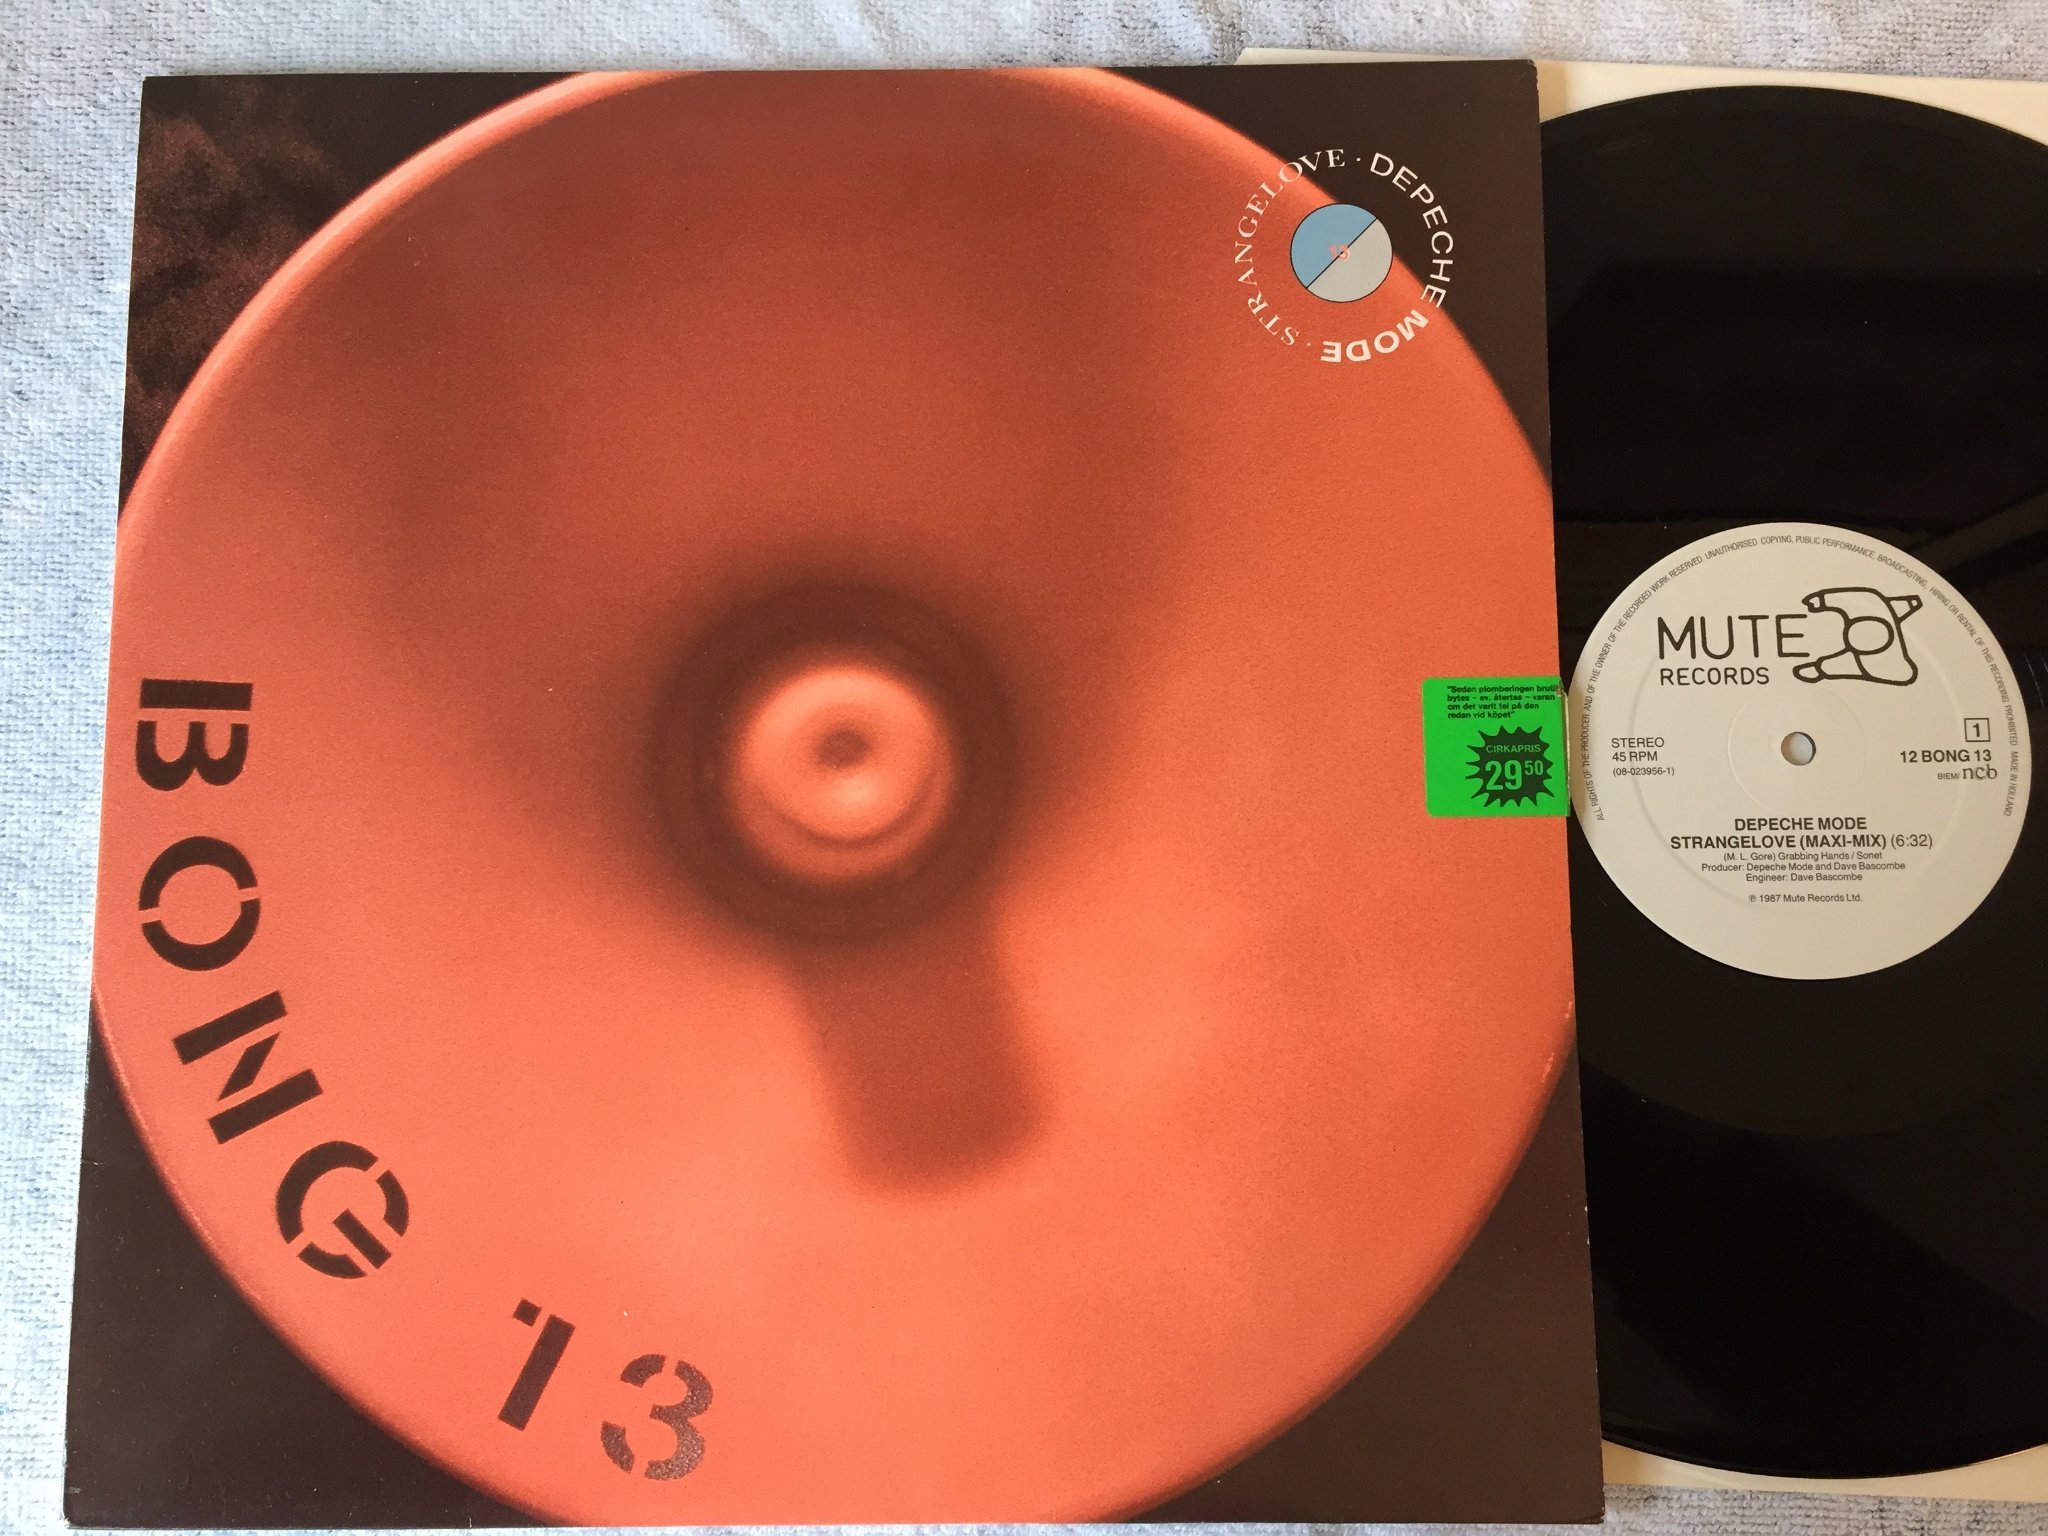 STRANGELOVE · DEPECHE MODE ·
13
BONG 13
"Sedan plomberingen brutit
bytes – ev. återtas – varan
om det varit fel på den
redan vid köpet"
CIRKAPRIS
29 50
ALL RIGHTS OF THE PRODUCER AND OF THE OWNER OF THE RECORDED WORK RESERVED. UNAUTHORISED COPYING, PUBLIC PERFORMANCE, BROADCASTING, HIRING OR RENTAL OF THIS RECORDING PROHIBITED. MADE IN HOLLAND
MUTE
RECORDS
1
STEREO
45 RPM
(08-023956-1)
12 BONG 13
BIEM/ncb
DEPECHE MODE
STRANGELOVE (MAXI-MIX) (6:32)
(M. L. Gore) Grabbing Hands / Sonet
Producer: Depeche Mode and Dave Bascombe
Engineer: Dave Bascombe
℗ 1987 Mute Records Ltd.